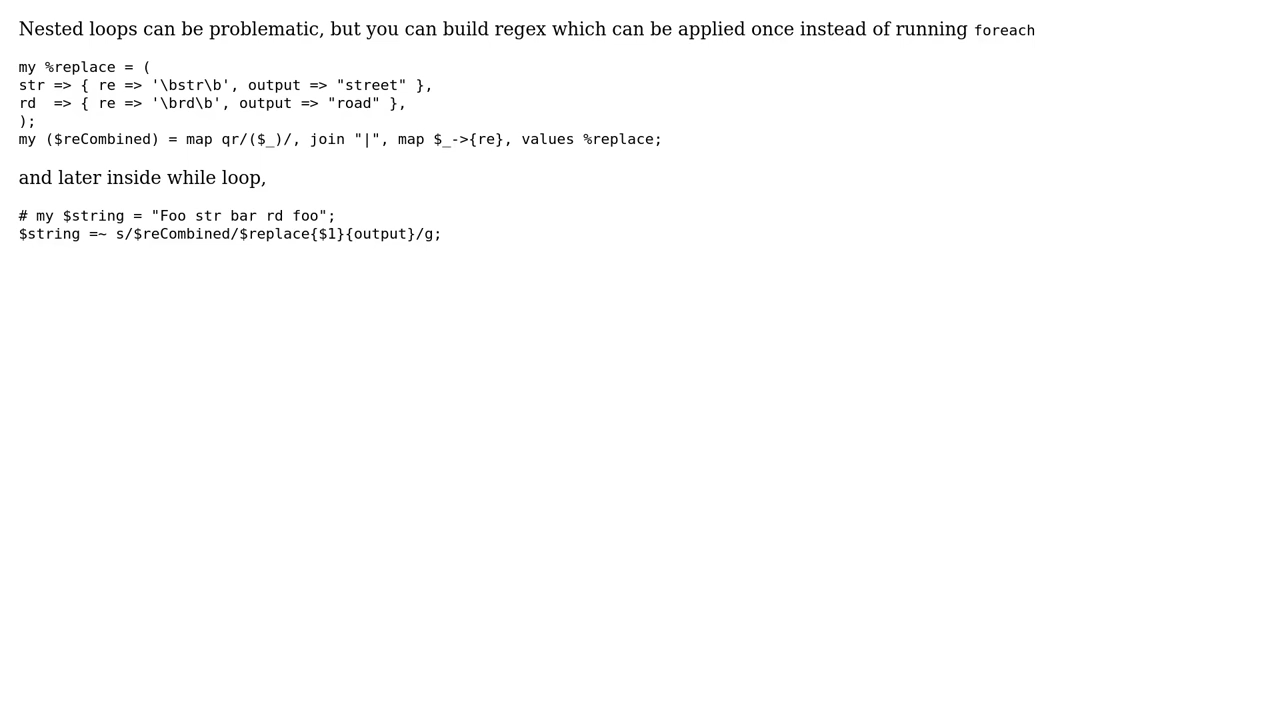 Nested loops can be problematic, but you can build regex which can be applied once instead of running foreach
my %replace = (
str => { re => '\bstr\b', output => "street" },
rd  => { re => '\brd\b', output => "road" },
);
my ($reCombined) = map qr/($_)/, join "|", map $_->{re}, values %replace;
and later inside while loop,
# my $string = "Foo str bar rd foo";
$string =~ s/$reCombined/$replace{$1}{output}/g;